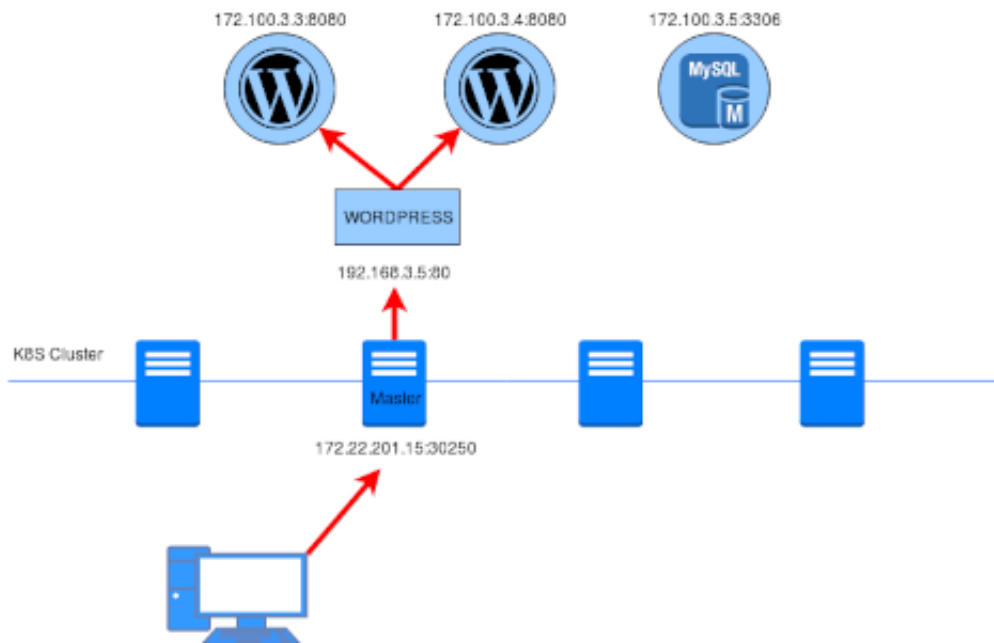 172.100.3.3:8080
172.100.3.4:8080
172.100.3.5:3306
MySQL
M
WORDPRESS
192.168.3.5:80
K8S Cluster
Master
172.22.201.15:30250